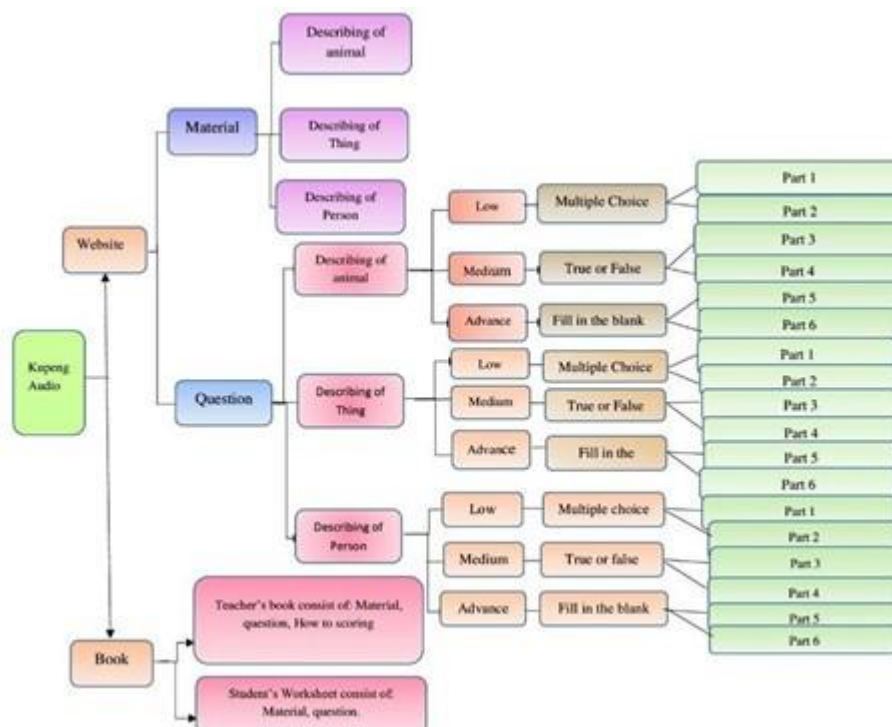 Describing of
animal
Material
Describing of
Thing
Describing of
Person
Website
Kupeng
Audio
Question
Describing of
animal
Low
Multiple Choice
Part 1
Part 2
Medium
True or False
Part 3
Part 4
Advance
Fill in the blank
Part 5
Part 6
Describing of
Thing
Low
Multiple Choice
Part 1
Part 2
Medium
True or False
Part 3
Part 4
Advance
Fill in the
Part 5
Part 6
Describing of
Person
Low
Multiple choice
Part 1
Part 2
Medium
True or false
Part 3
Part 4
Advance
Fill in the blank
Part 5
Part 6
Book
Teacher's book consist of: Material,
question, How to scoring
Student's Worksheet consist of:
Material, question.